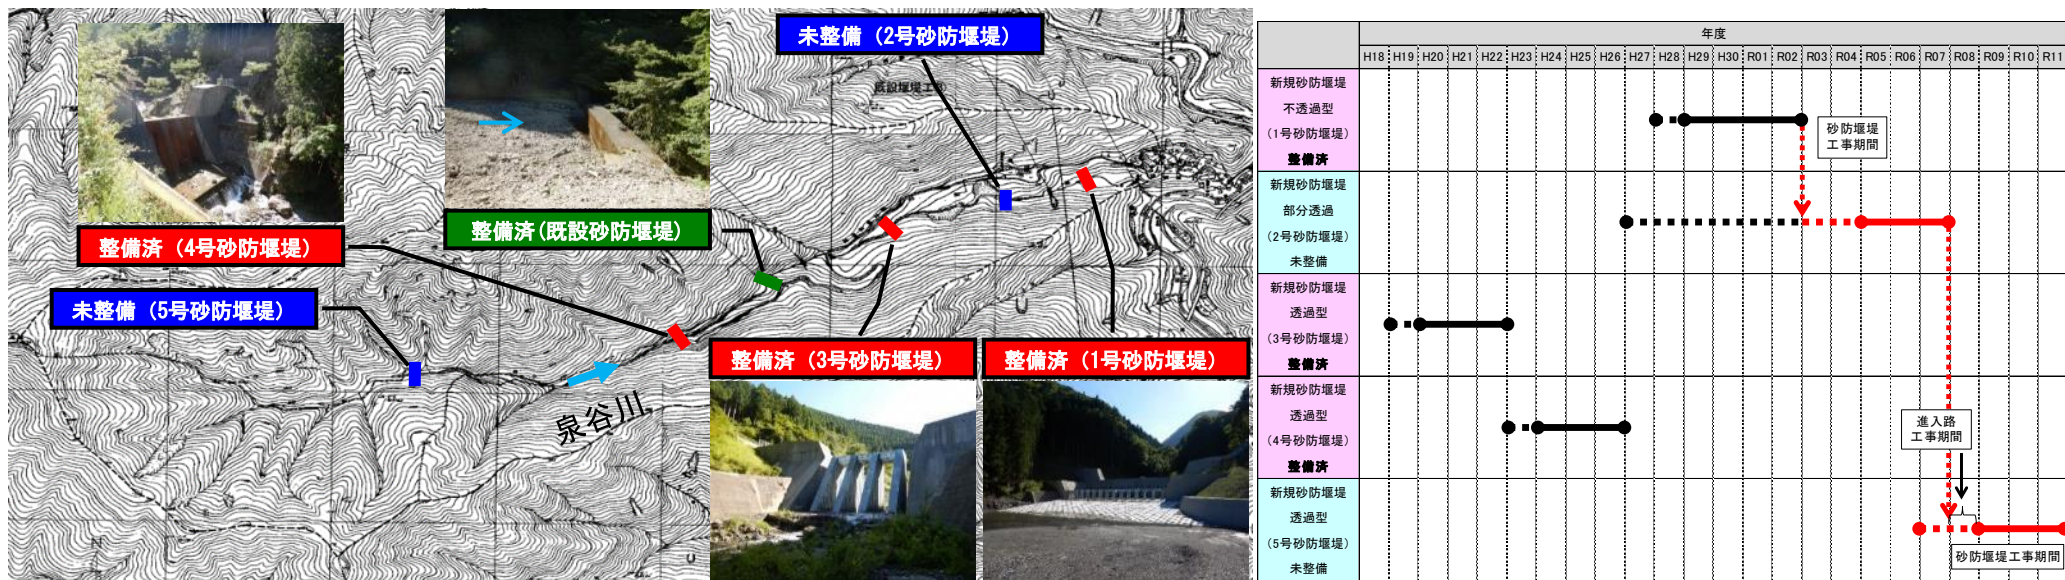 未整備（2号砂防堰堤）
既設堰堤工
整備済（4号砂防堰堤）
整備済(既設砂防堰堤)
未整備（5号砂防堰堤）
整備済（3号砂防堰堤）
整備済（1号砂防堰堤）
泉谷川
年度
H18 H19 H20 H21 H22 H23 H24 H25 H26 H27 H28 H29 H30 R01 R02 R03 R04 R05 R06 R07 R08 R09 R10 R11
新規砂防堰堤
不透過型
（1号砂防堰堤）
整備済
砂防堰堤
工事期間
新規砂防堰堤
部分透過
（2号砂防堰堤）
未整備
新規砂防堰堤
透過型
（3号砂防堰堤）
整備済
新規砂防堰堤
透過型
（4号砂防堰堤）
整備済
進入路
工事期間
新規砂防堰堤
透過型
（5号砂防堰堤）
未整備
砂防堰堤工事期間